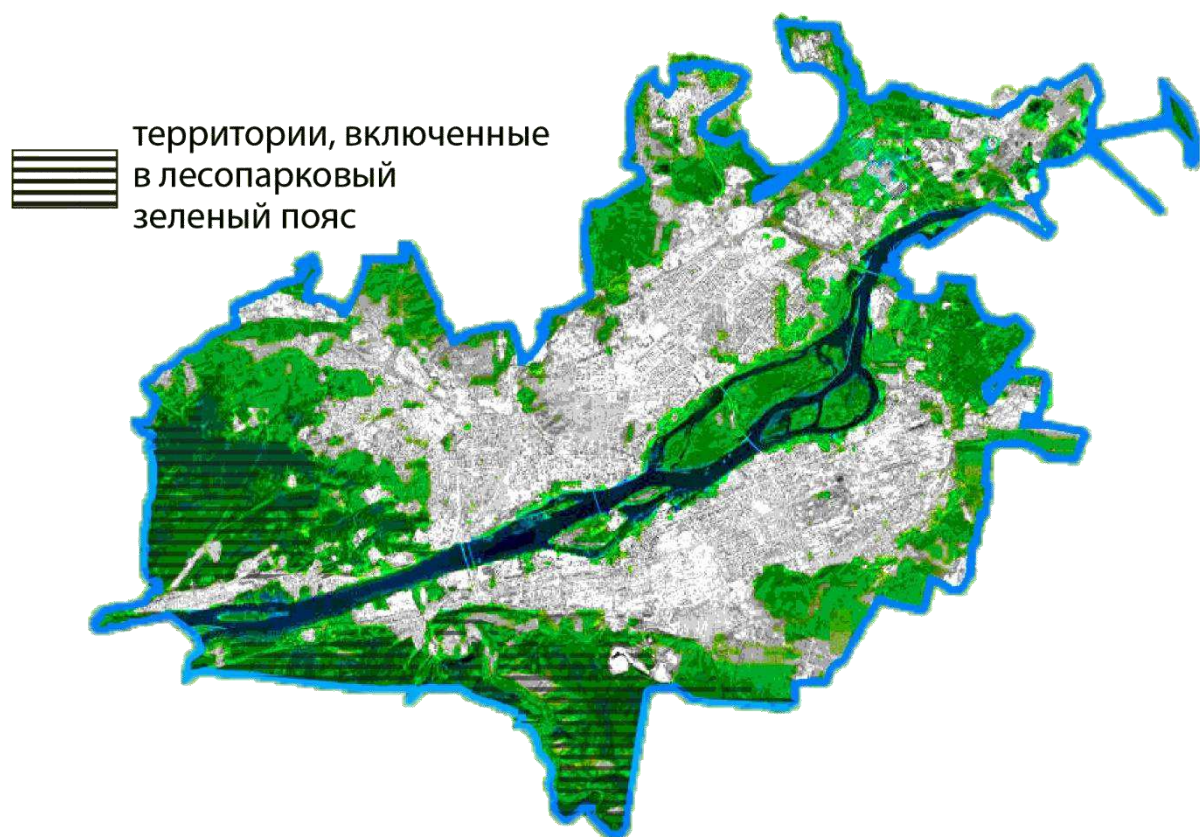 территории, включенные
в лесопарковый
зеленый пояс